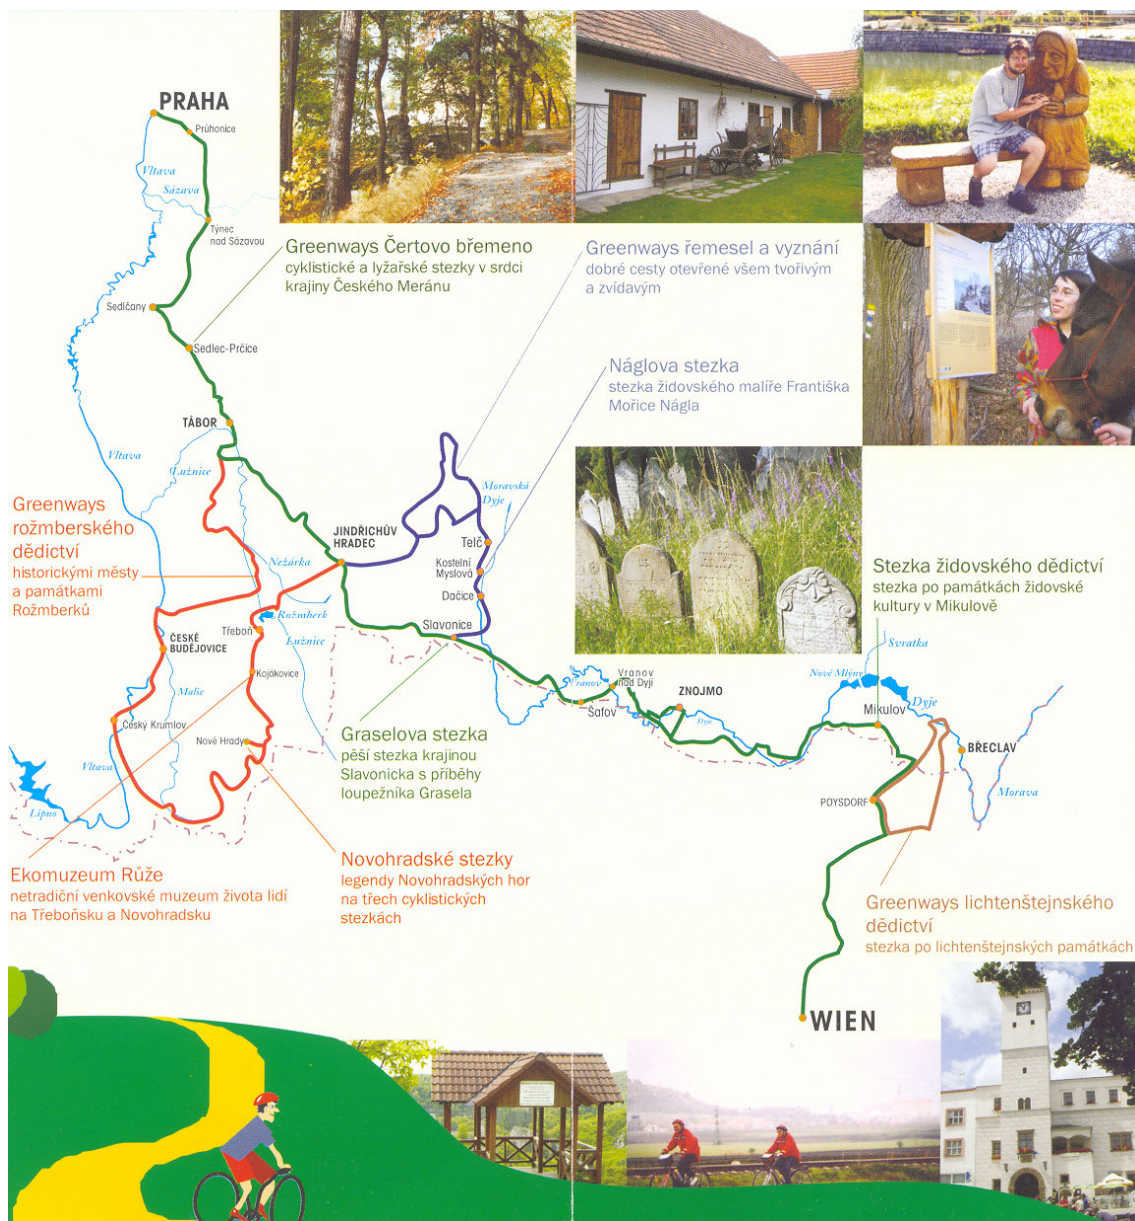 PRAHA
Průhonice
Vltava
Sázava
Týnec
nad Sázavou
Greenways Čertovo břemeno
cyklistické a lyžařské stezky v srdci
krajiny Českého Meránu
Greenways řemesel a vyznání
dobré cesty otevřené všem tvořivým
a zvídavým
Sedlčany
Sedlec-Prčice
Náglova stezka
stezka židovského malíře Františka
Mořice Nágla
TÁBOR
Vltava
Lužnice
Moravská
Dyje
Greenways
rožmberského
dědictví
historickými městy
a památkami
Rožmberků
JINDŘICHŮV
HRADEC
Telč
Nežárka
Kostelní
Myslová
Dačice
Stezka židovského dědictví
stezka po památkách židovské
kultury v Mikulově
Rožmberk
Třeboň
Lužnice
Slavonice
ČESKÉ
BUDĚJOVICE
Svratka
Kojákovice
Vranov
Vranov
nad Dyjí
Nové Mlýny
Malše
ZNOJMO
Šafov
Dyje
Mikulov
Dyje
Český Krumlov
Nové Hrady
Graselova stezka
pěší stezka krajinou
Slavonicka s příběhy
loupežníka Grasela
BŘECLAV
Vltava
Lipno
POYSDORF
Morava
Ekomuzeum Růže
netradiční venkovské muzeum života lidí
na Třeboňsku a Novohradsku
Novohradské stezky
legendy Novohradských hor
na třech cyklistických
stezkách
Greenways lichtenštejnského
dědictví
stezka po lichtenštejnských památkách
WIEN